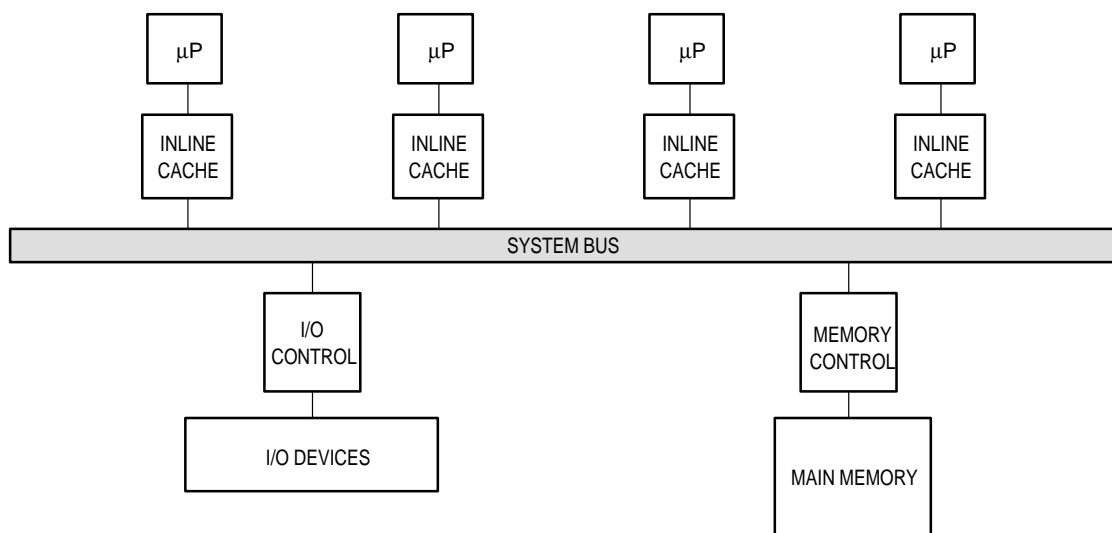 μP
μP
μP
μP
INLINE
CACHE
INLINE
CACHE
INLINE
CACHE
INLINE
CACHE
SYSTEM BUS
I/O
CONTROL
MEMORY
CONTROL
I/O DEVICES
MAIN MEMORY